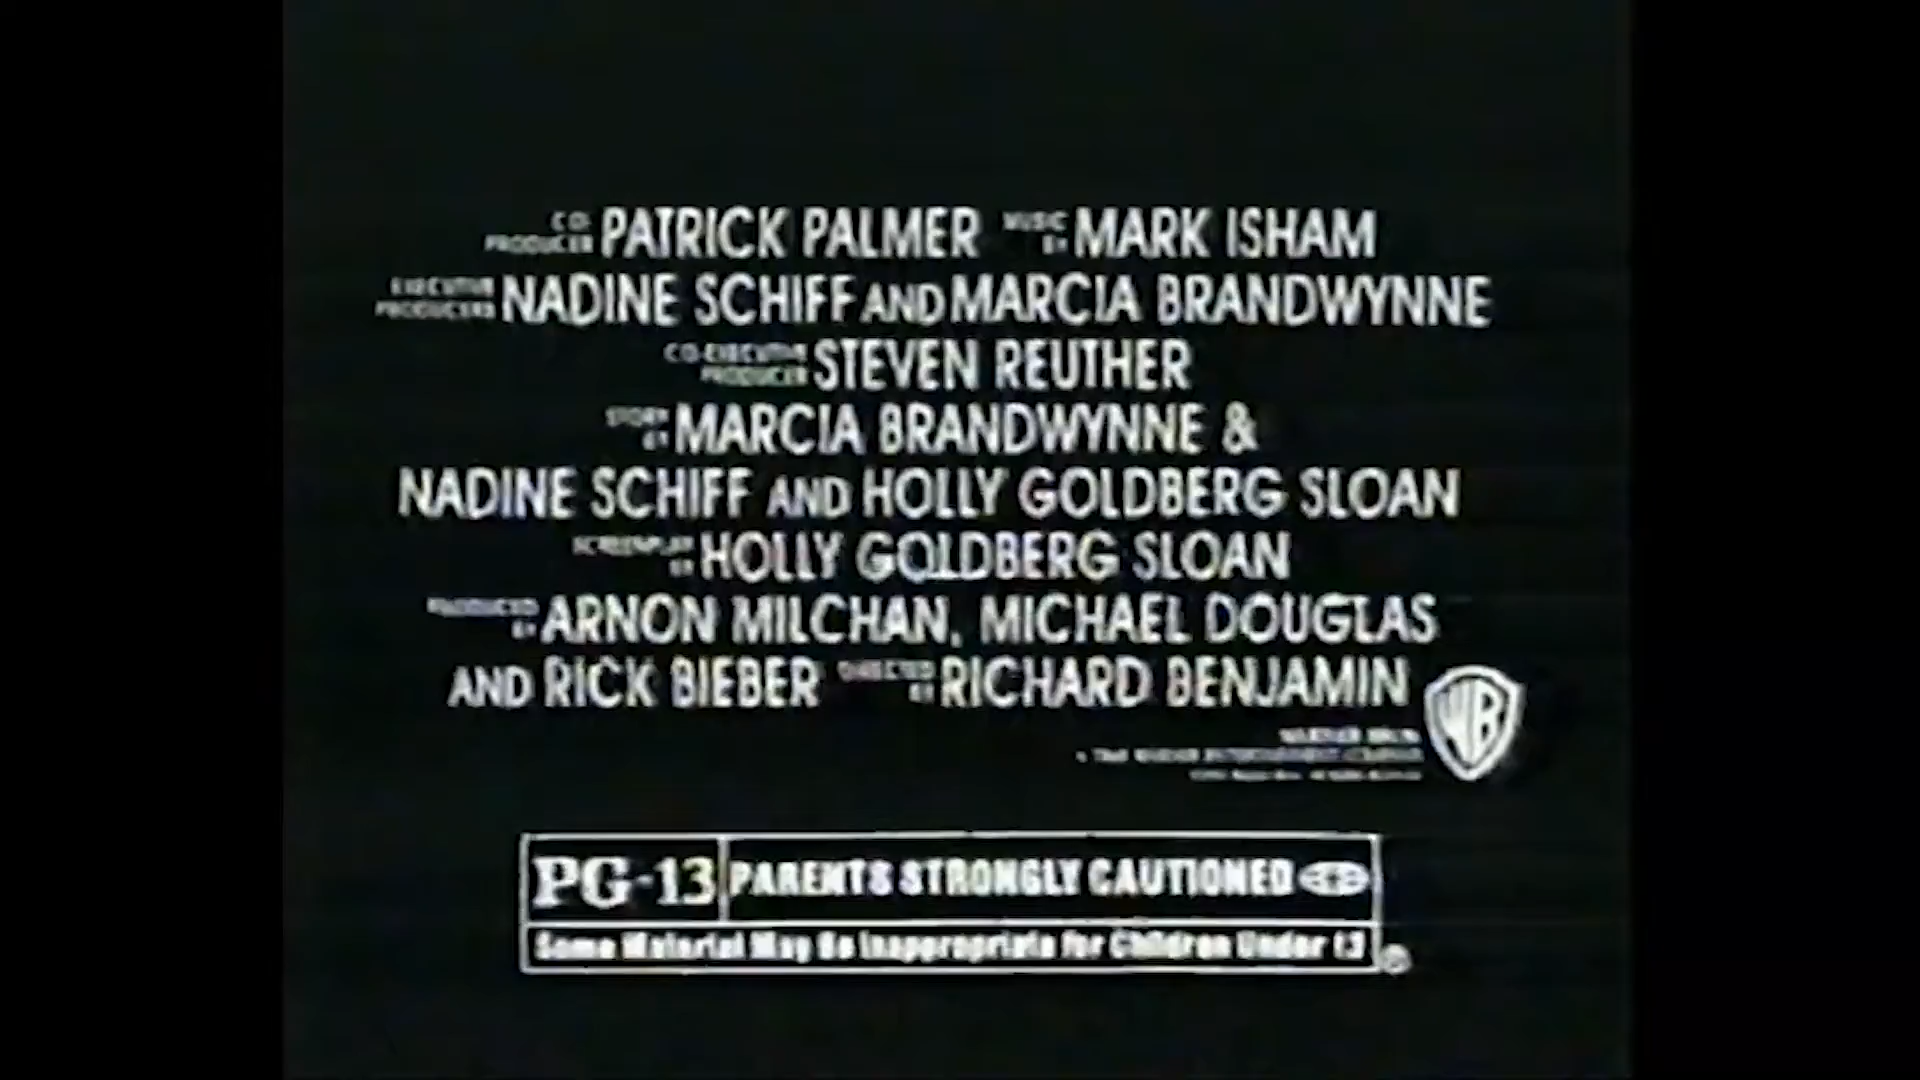 CO-PRODUCER PATRICK PALMER MUSIC BY MARK ISHAM
EXECUTIVE PRODUCERS NADINE SCHIFF AND MARCIA BRANDWYNNE
CO-EXECUTIVE PRODUCER STEVEN REUTHER
STORY BY MARCIA BRANDWYNNE &
NADINE SCHIFF AND HOLLY GOLDBERG SLOAN
SCREENPLAY BY HOLLY GOLDBERG SLOAN
PRODUCED BY ARNON MILCHAN, MICHAEL DOUGLAS
AND RICK BIEBER DIRECTED BY RICHARD BENJAMIN
WB
PG-13 PARENTS STRONGLY CAUTIONED
Some Material May Be Inappropriate for Children Under 13 ®